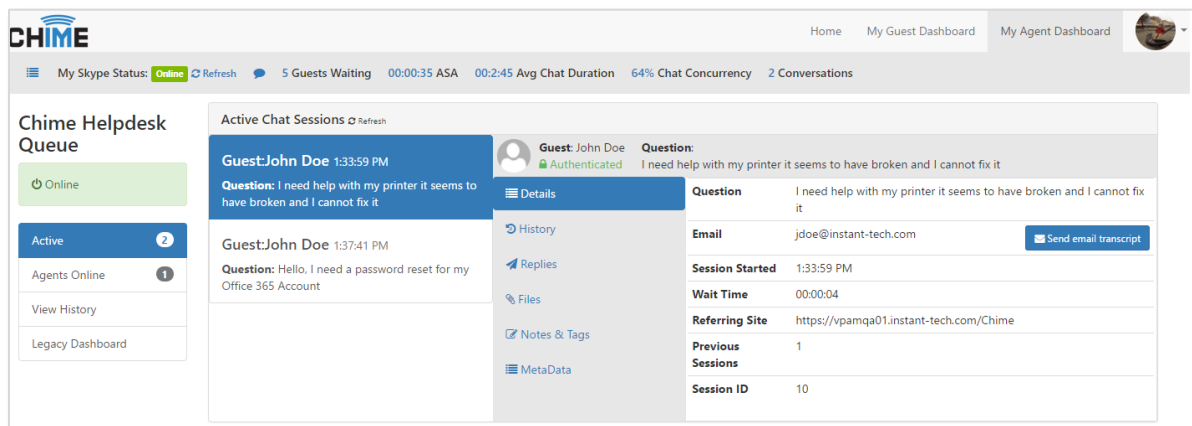 CHIME
Home My Guest Dashboard My Agent Dashboard
My Skype Status: Online Refresh 5 Guests Waiting 00:00:35 ASA 00:2:45 Avg Chat Duration 64% Chat Concurrency 2 Conversations
Chime Helpdesk
Queue
Online
Active 2
Agents Online 1
View History
Legacy Dashboard
Active Chat Sessions Refresh
Guest:John Doe 1:33:59 PM
Question: I need help with my printer it seems to
have broken and I cannot fix it
Guest:John Doe 1:37:41 PM
Question: Hello, I need a password reset for my
Office 365 Account
Guest: John Doe Question:
Authenticated I need help with my printer it seems to have broken and I cannot fix it
Details
History
Replies
Files
Notes & Tags
MetaData
Question I need help with my printer it seems to have broken and I cannot fix
it
Email jdoe@instant-tech.com Send email transcript
Session Started 1:33:59 PM
Wait Time 00:00:04
Referring Site https://vpamqa01.instant-tech.com/Chime
Previous 1
Sessions
Session ID 10